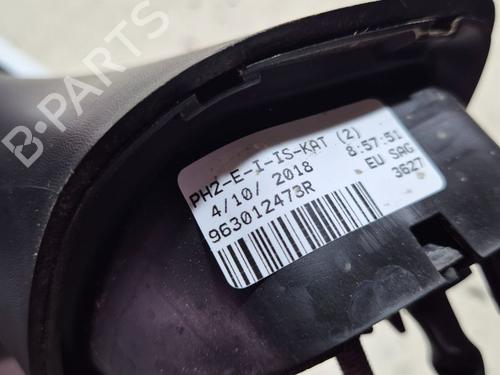 B-PARTS
PH2-E-I-IS-KAT (2)
4/10/ 2018 8:57:51
963012473R EU SAG
3627